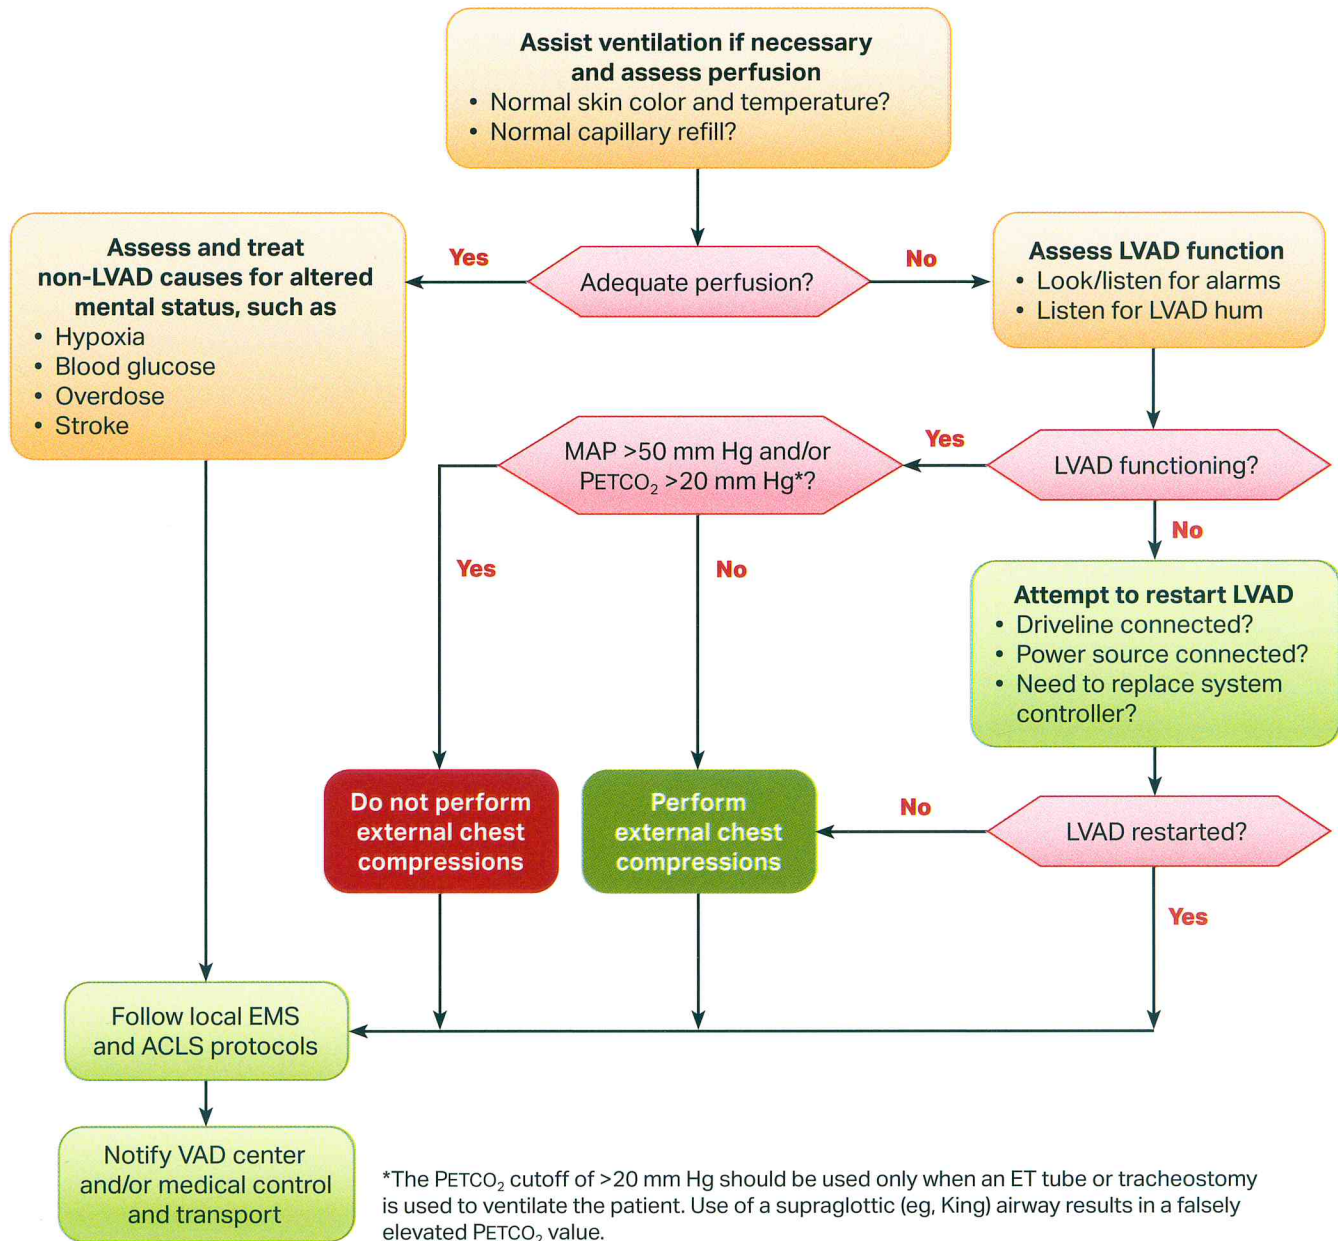 Assist ventilation if necessary
and assess perfusion
• Normal skin color and temperature?
• Normal capillary refill?
Adequate perfusion?
Yes
No
Assess and treat
non-LVAD causes for altered
mental status, such as
• Hypoxia
• Blood glucose
• Overdose
• Stroke
Assess LVAD function
• Look/listen for alarms
• Listen for LVAD hum
LVAD functioning?
Yes
No
MAP >50 mm Hg and/or
PETCO₂ >20 mm Hg*?
Yes
No
Attempt to restart LVAD
• Driveline connected?
• Power source connected?
• Need to replace system
controller?
LVAD restarted?
No
Yes
Do not perform
external chest
compressions
Perform
external chest
compressions
Follow local EMS
and ACLS protocols
Notify VAD center
and/or medical control
and transport
*The PETCO₂ cutoff of >20 mm Hg should be used only when an ET tube or tracheostomy
is used to ventilate the patient. Use of a supraglottic (eg, King) airway results in a falsely
elevated PETCO₂ value.